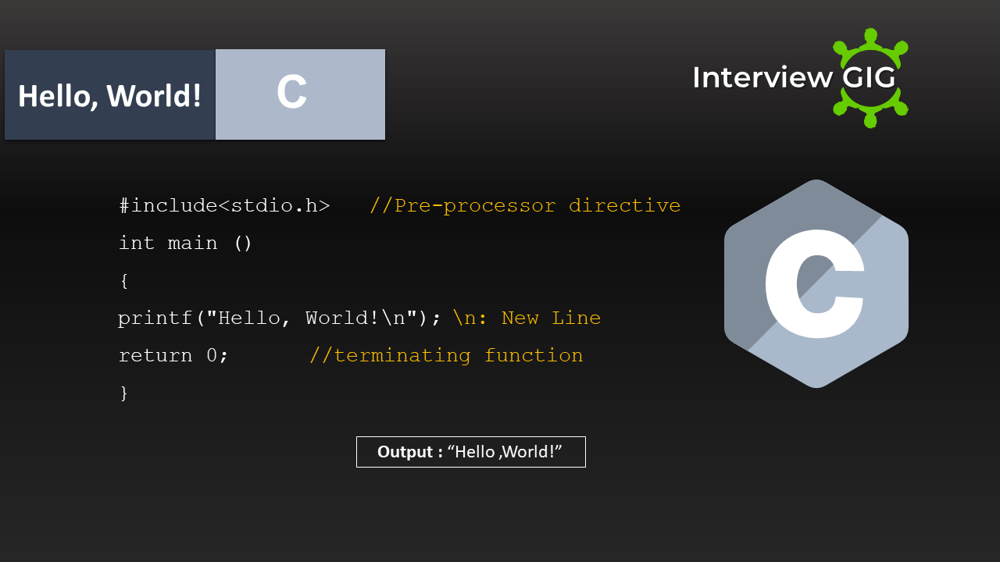 Hello, World!
C
Interview GIG
#include<stdio.h> //Pre-processor directive
int main ()
{
printf("Hello, World!\n"); \n: New Line
return 0; //terminating function
}
C
Output : “Hello ,World!”